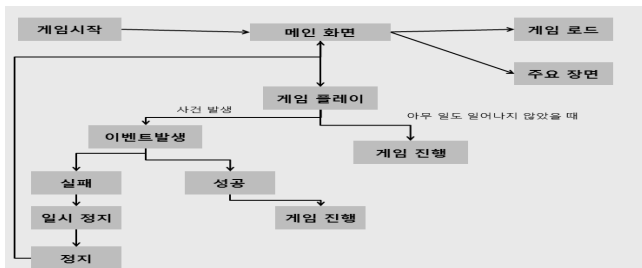 게임시작
메인 화면
게임 로드
주요 장면
게임 플레이
사건 발생
아무 일도 일어나지 않았을 때
이벤트발생
게임 진행
실패
성공
일시 정지
게임 진행
정지